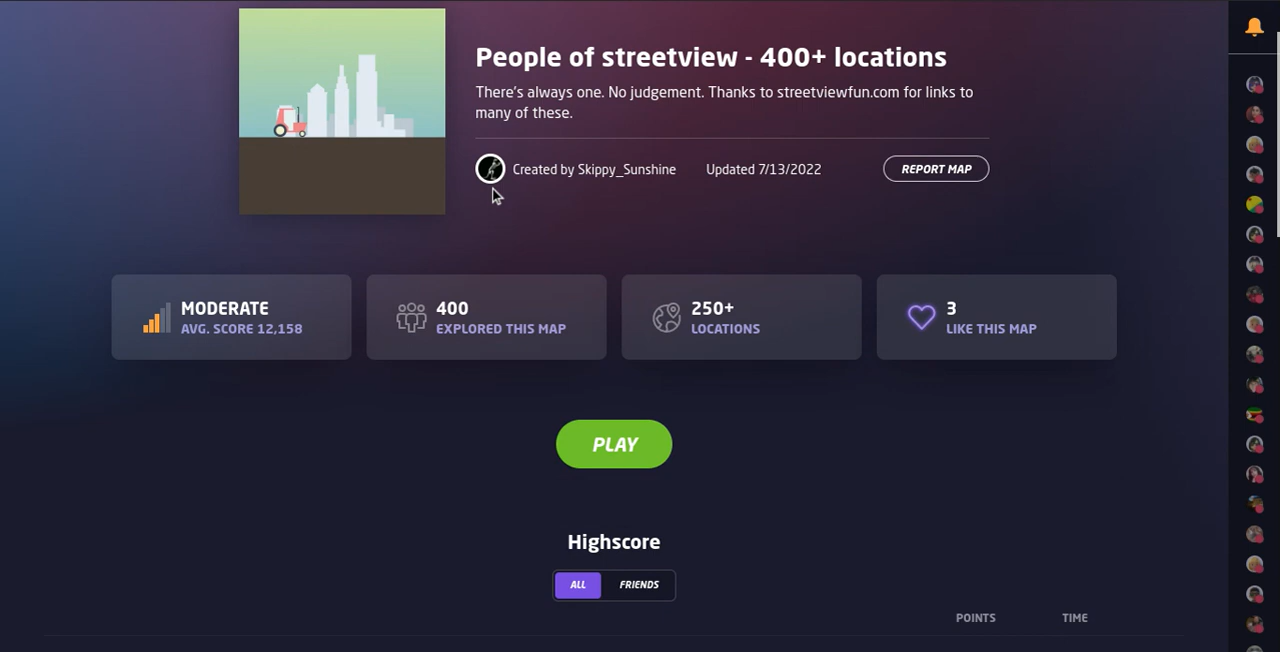 People of streetview - 400+ locations
There's always one. No judgement. Thanks to streetviewfun.com for links to
many of these.
Created by Skippy_Sunshine
Updated 7/13/2022
REPORT MAP
MODERATE
AVG. SCORE 12,158
400
EXPLORED THIS MAP
250+
LOCATIONS
3
LIKE THIS MAP
PLAY
Highscore
ALL
FRIENDS
POINTS
TIME